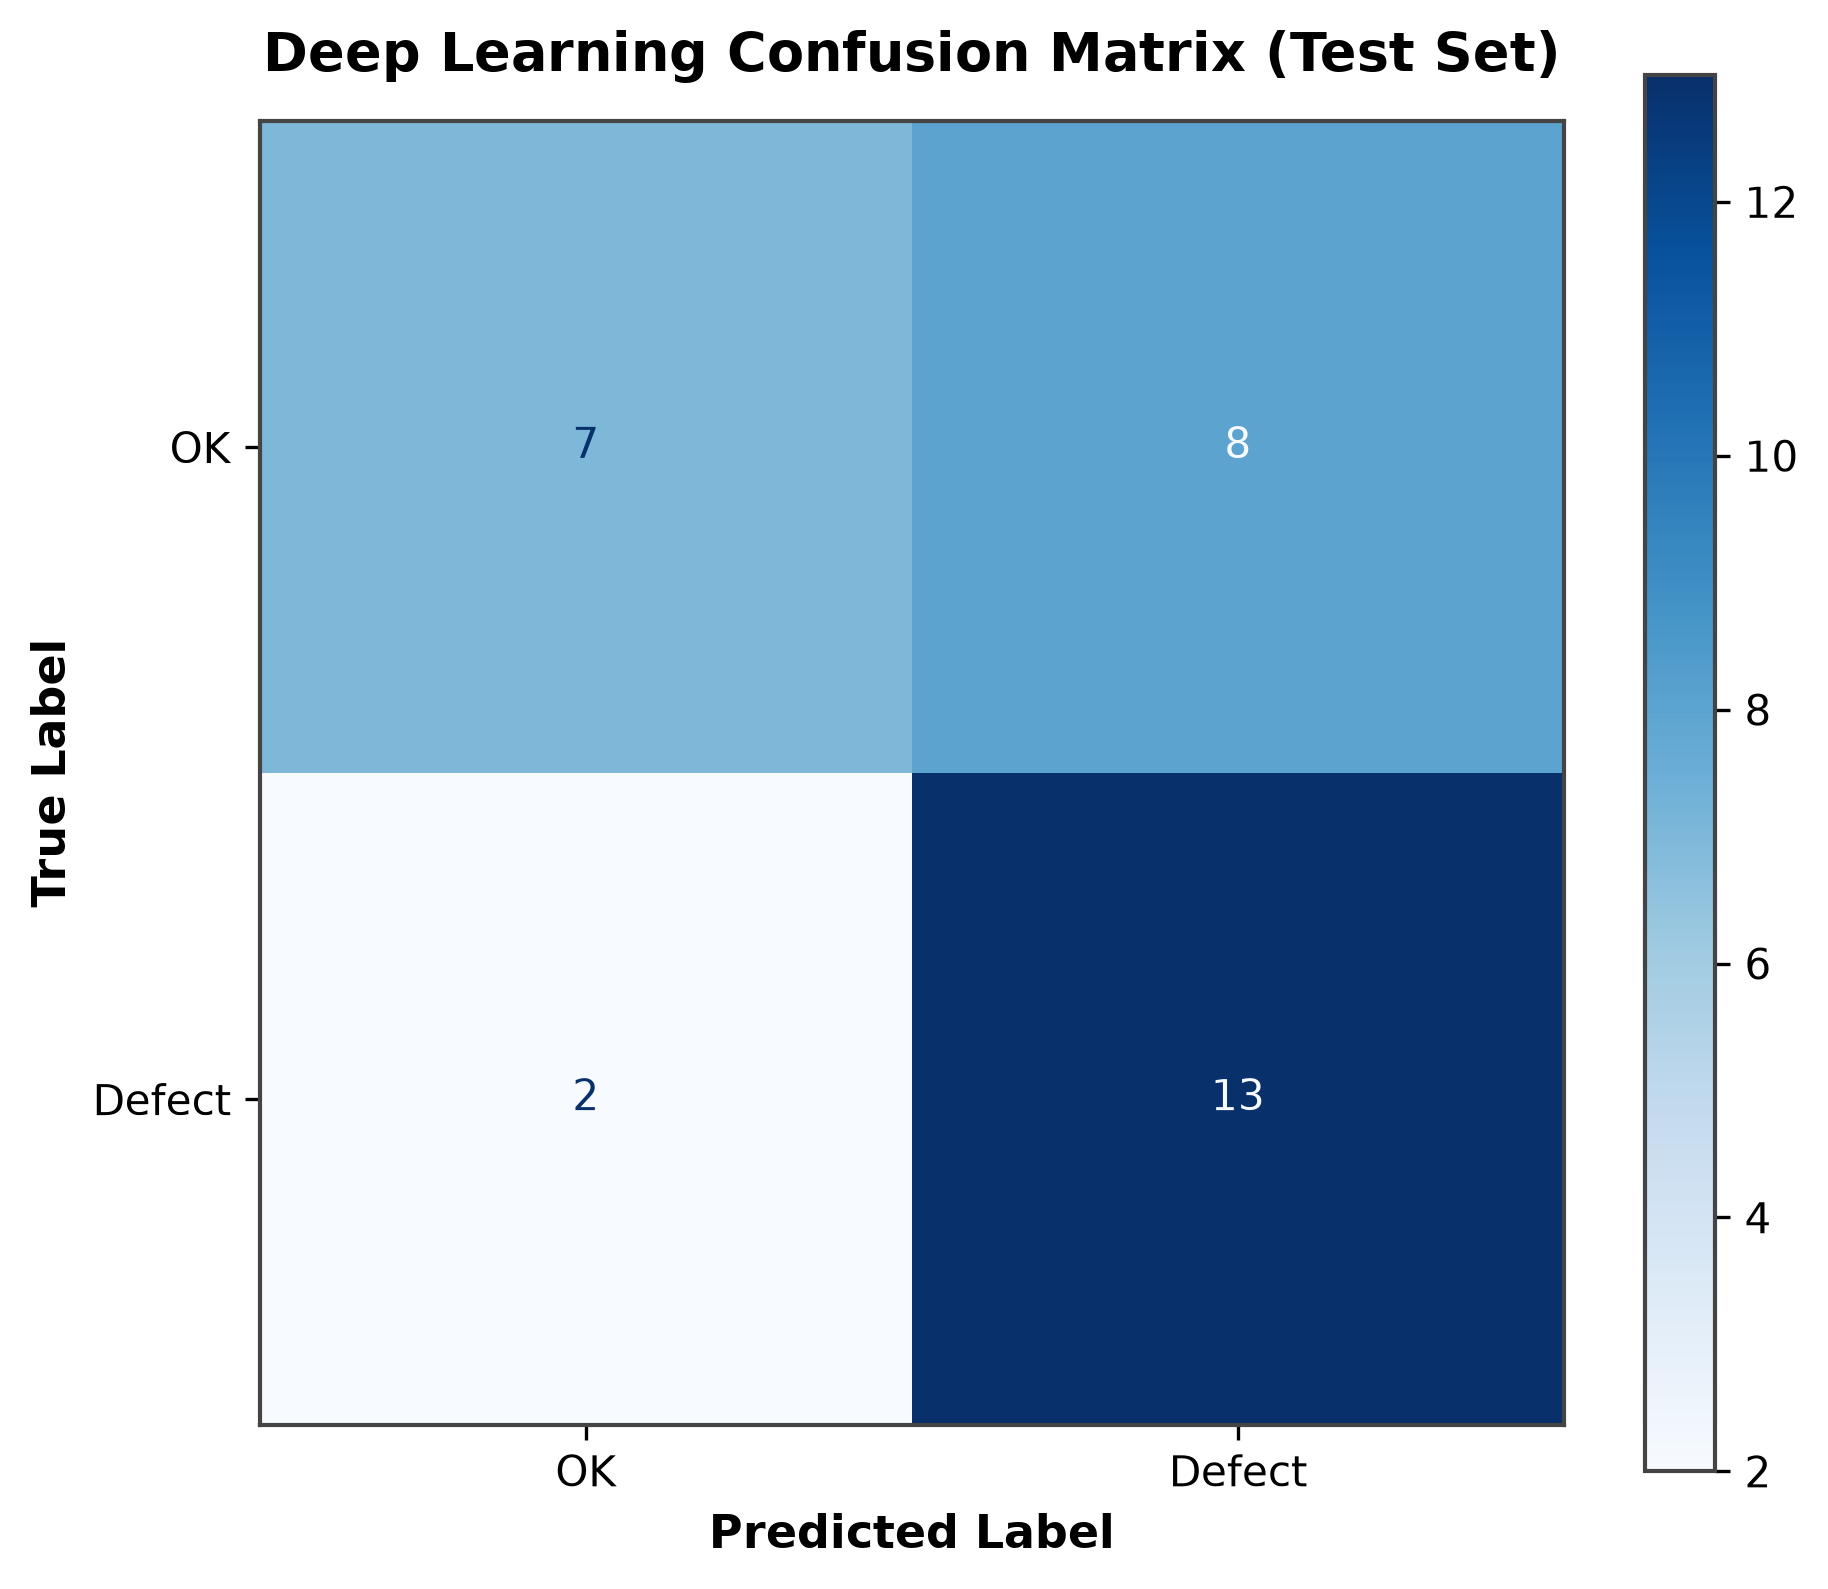 Deep Learning Confusion Matrix (Test Set)
True Label
OK
Defect
7
8
2
13
OK
Defect
Predicted Label
12
10
8
6
4
2